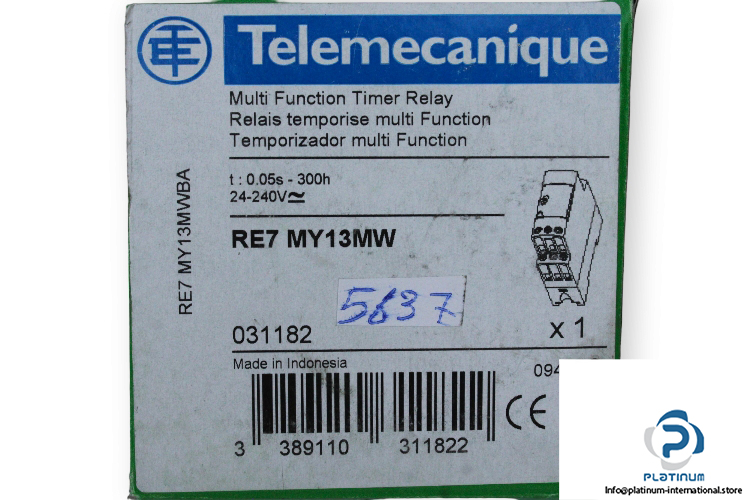 Telemecanique
Multi Function Timer Relay
Relais temporise multi Function
Temporizador multi Function
t : 0.05s - 300h
24-240V≂
RE7 MY13MW
RE7 MY13MWBA
031182
x 1
Made in Indonesia
094
3 389110 311822
CE
PLATINUM
INTERNATIONAL
Info@platinum-international.store